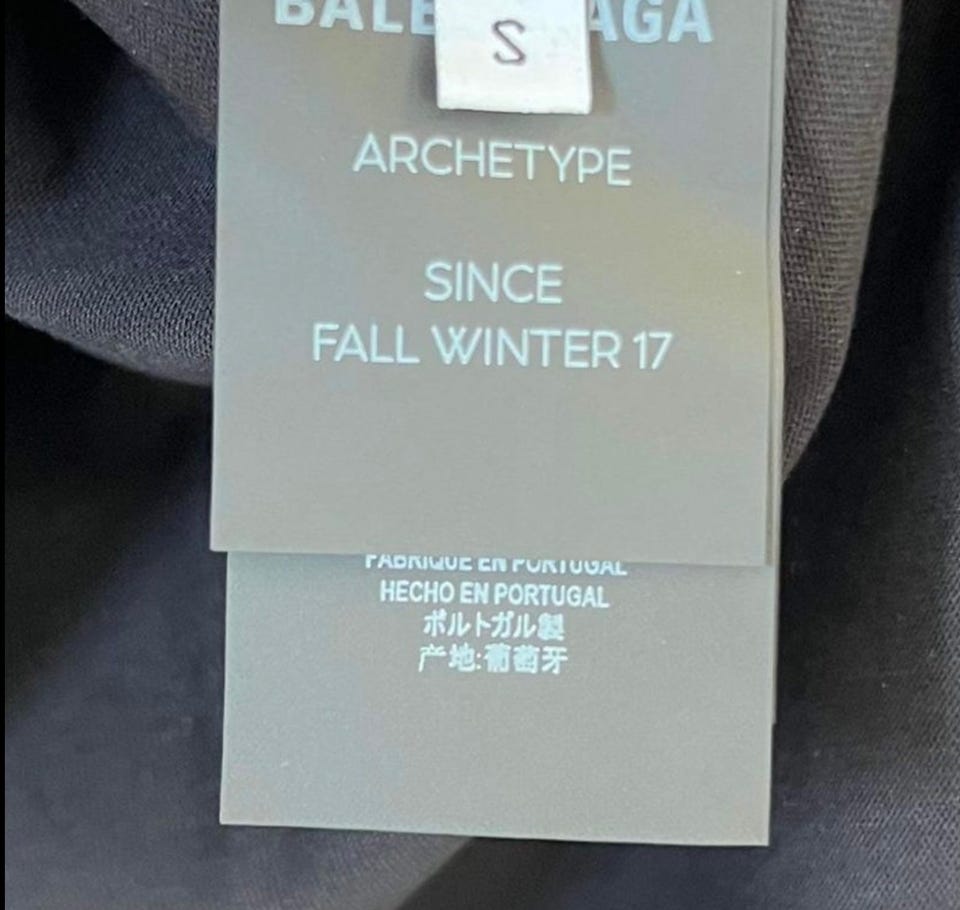 BALENCIAGA
S
ARCHETYPE
SINCE
FALL WINTER 17
FABRIQUE EN PORTUGAL
HECHO EN PORTUGAL
ポルトガル製
产地:葡萄牙